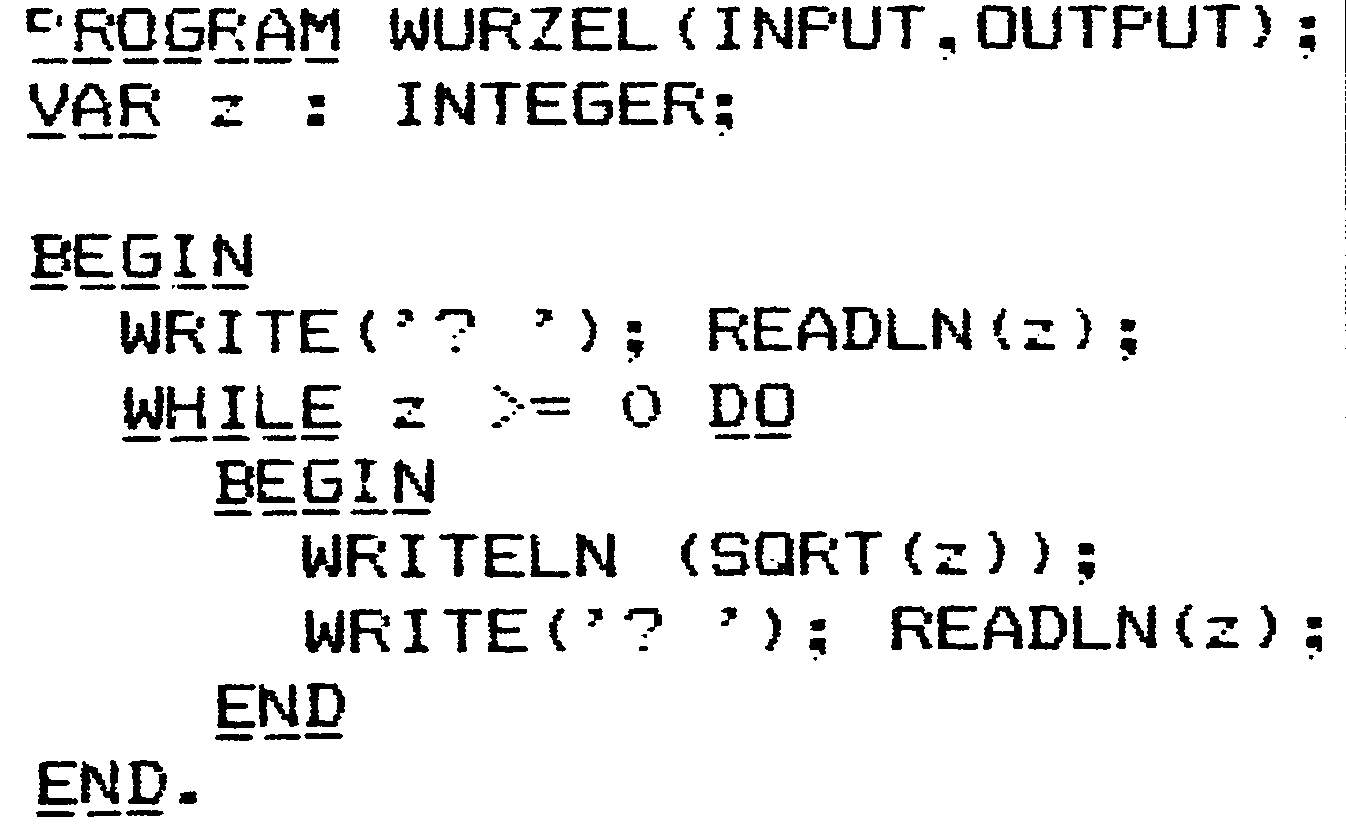 PROGRAM WURZEL(INPUT,OUTPUT);
VAR z : INTEGER;
BEGIN
WRITE('? '); READLN(z);
WHILE z >= 0 DO
BEGIN
WRITELN (SQRT(z));
WRITE('? '); READLN(z);
END
END.